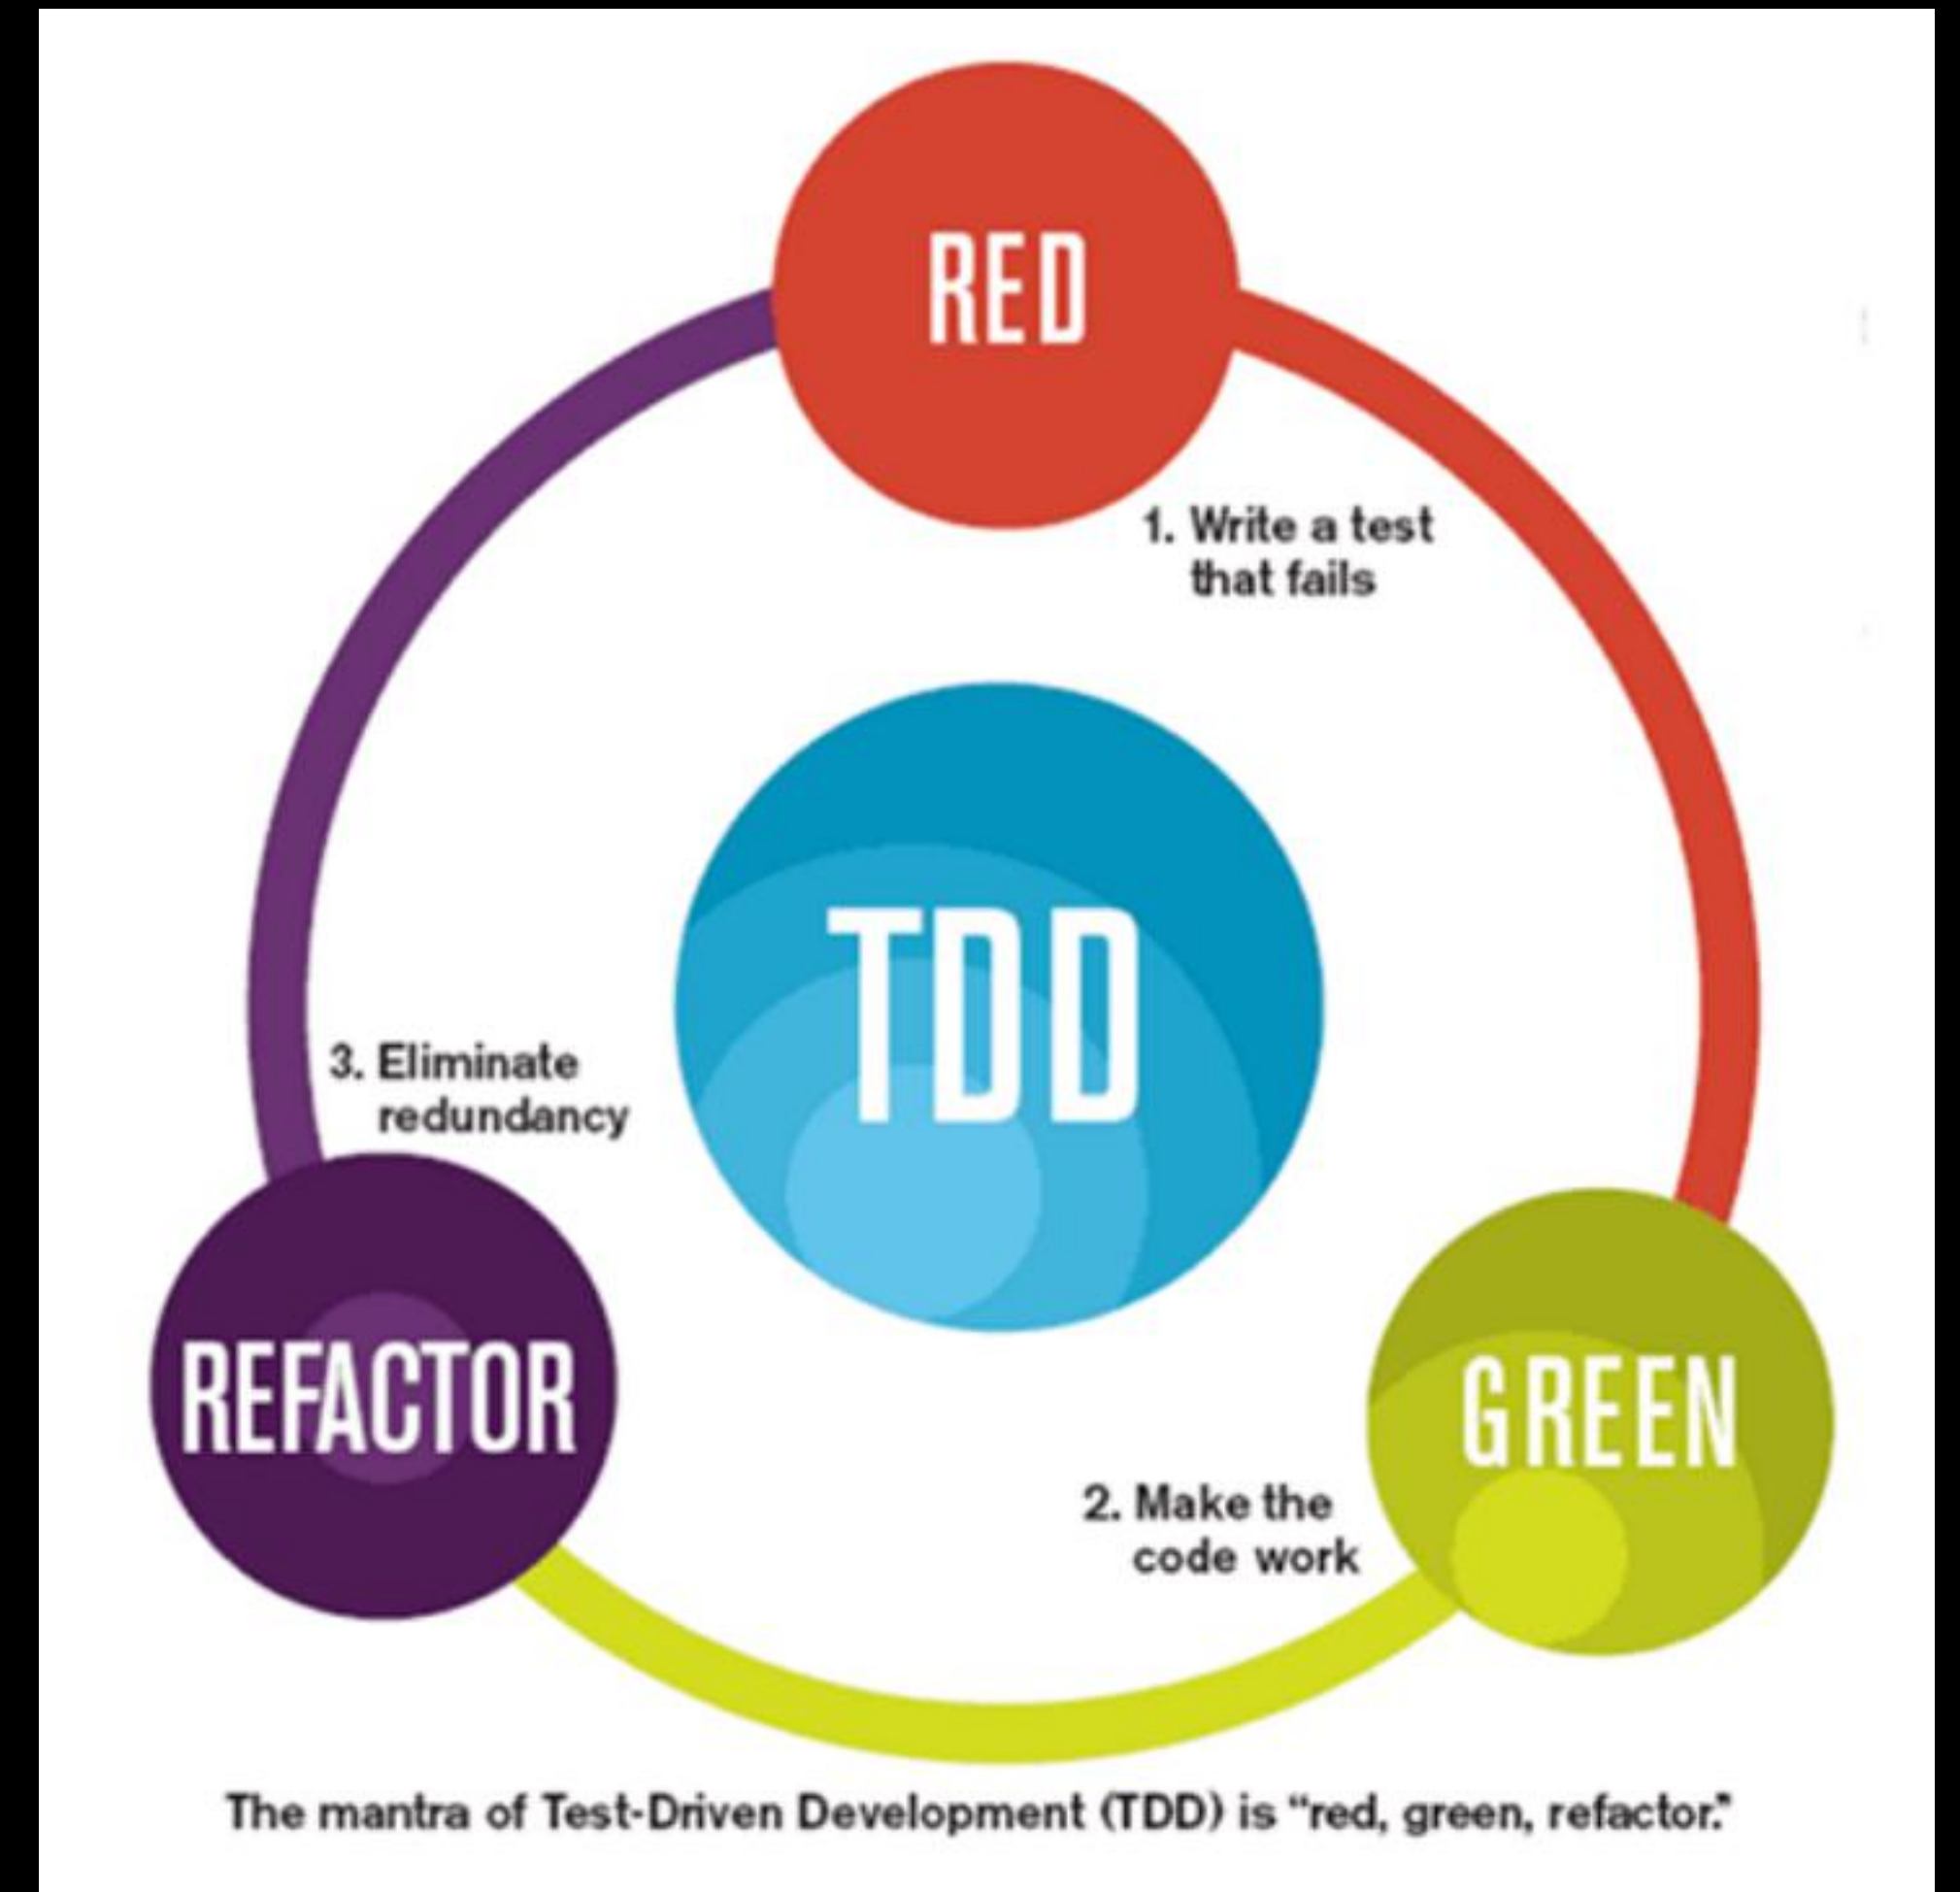 RED
1. Write a test
that fails
TDD
3. Eliminate
redundancy
REFACTOR
GREEN
2. Make the
code work
The mantra of Test-Driven Development (TDD) is “red, green, refactor.”